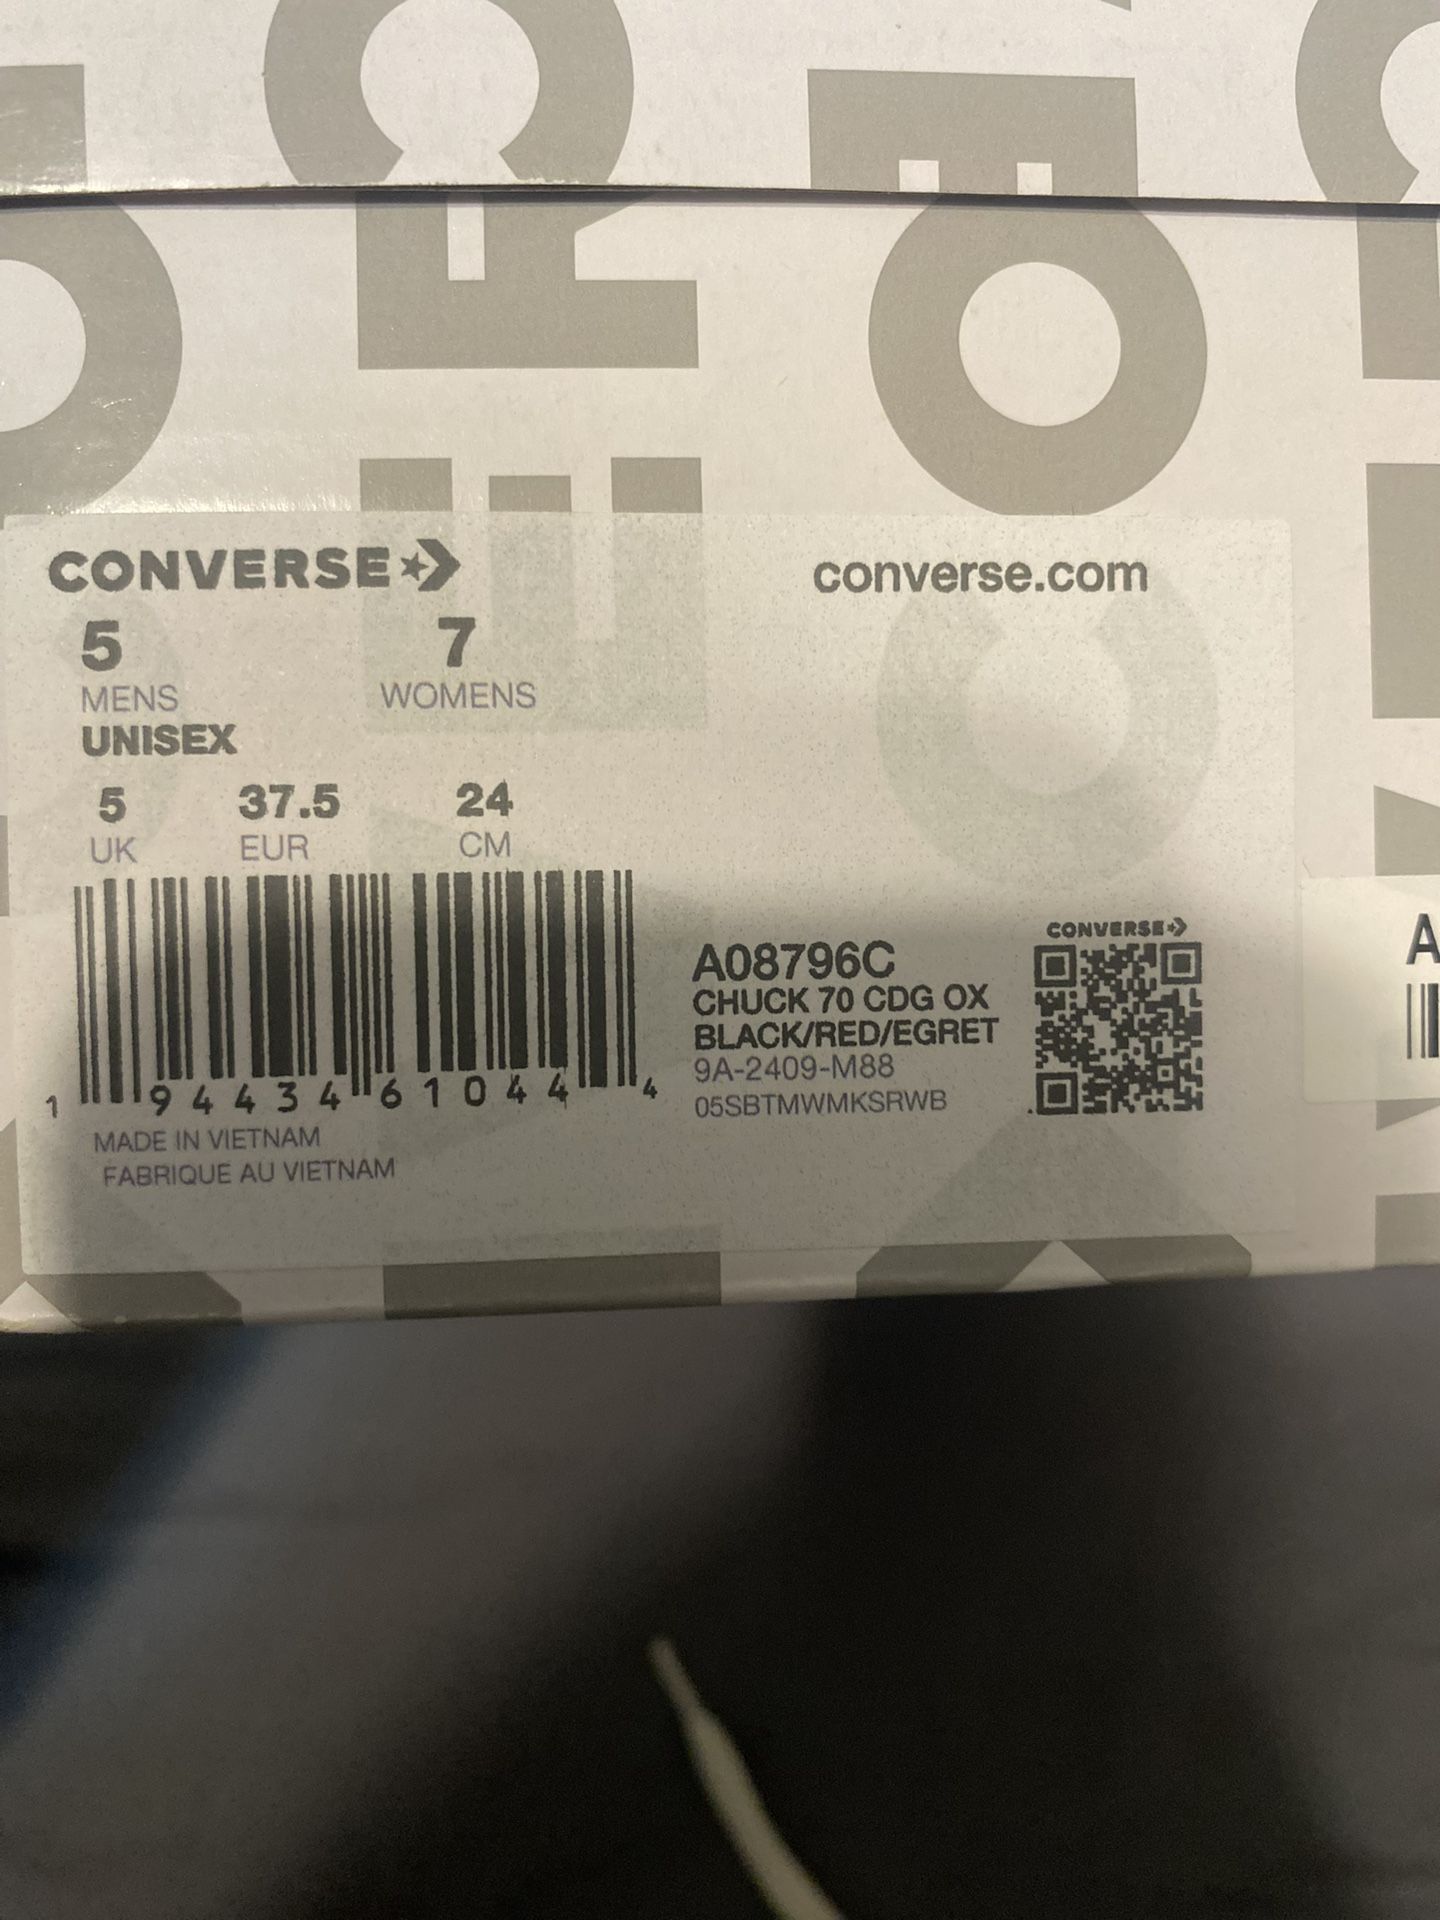 CONVERSE
converse.com
5 7
MENS WOMENS
UNISEX
5 37.5 24
UK EUR CM
1 94434 61044 4
MADE IN VIETNAM
FABRIQUE AU VIETNAM
A08796C
CHUCK 70 CDG OX
BLACK/RED/EGRET
9A-2409-M88
05SBTMWMKSRWB
CONVERSE
A